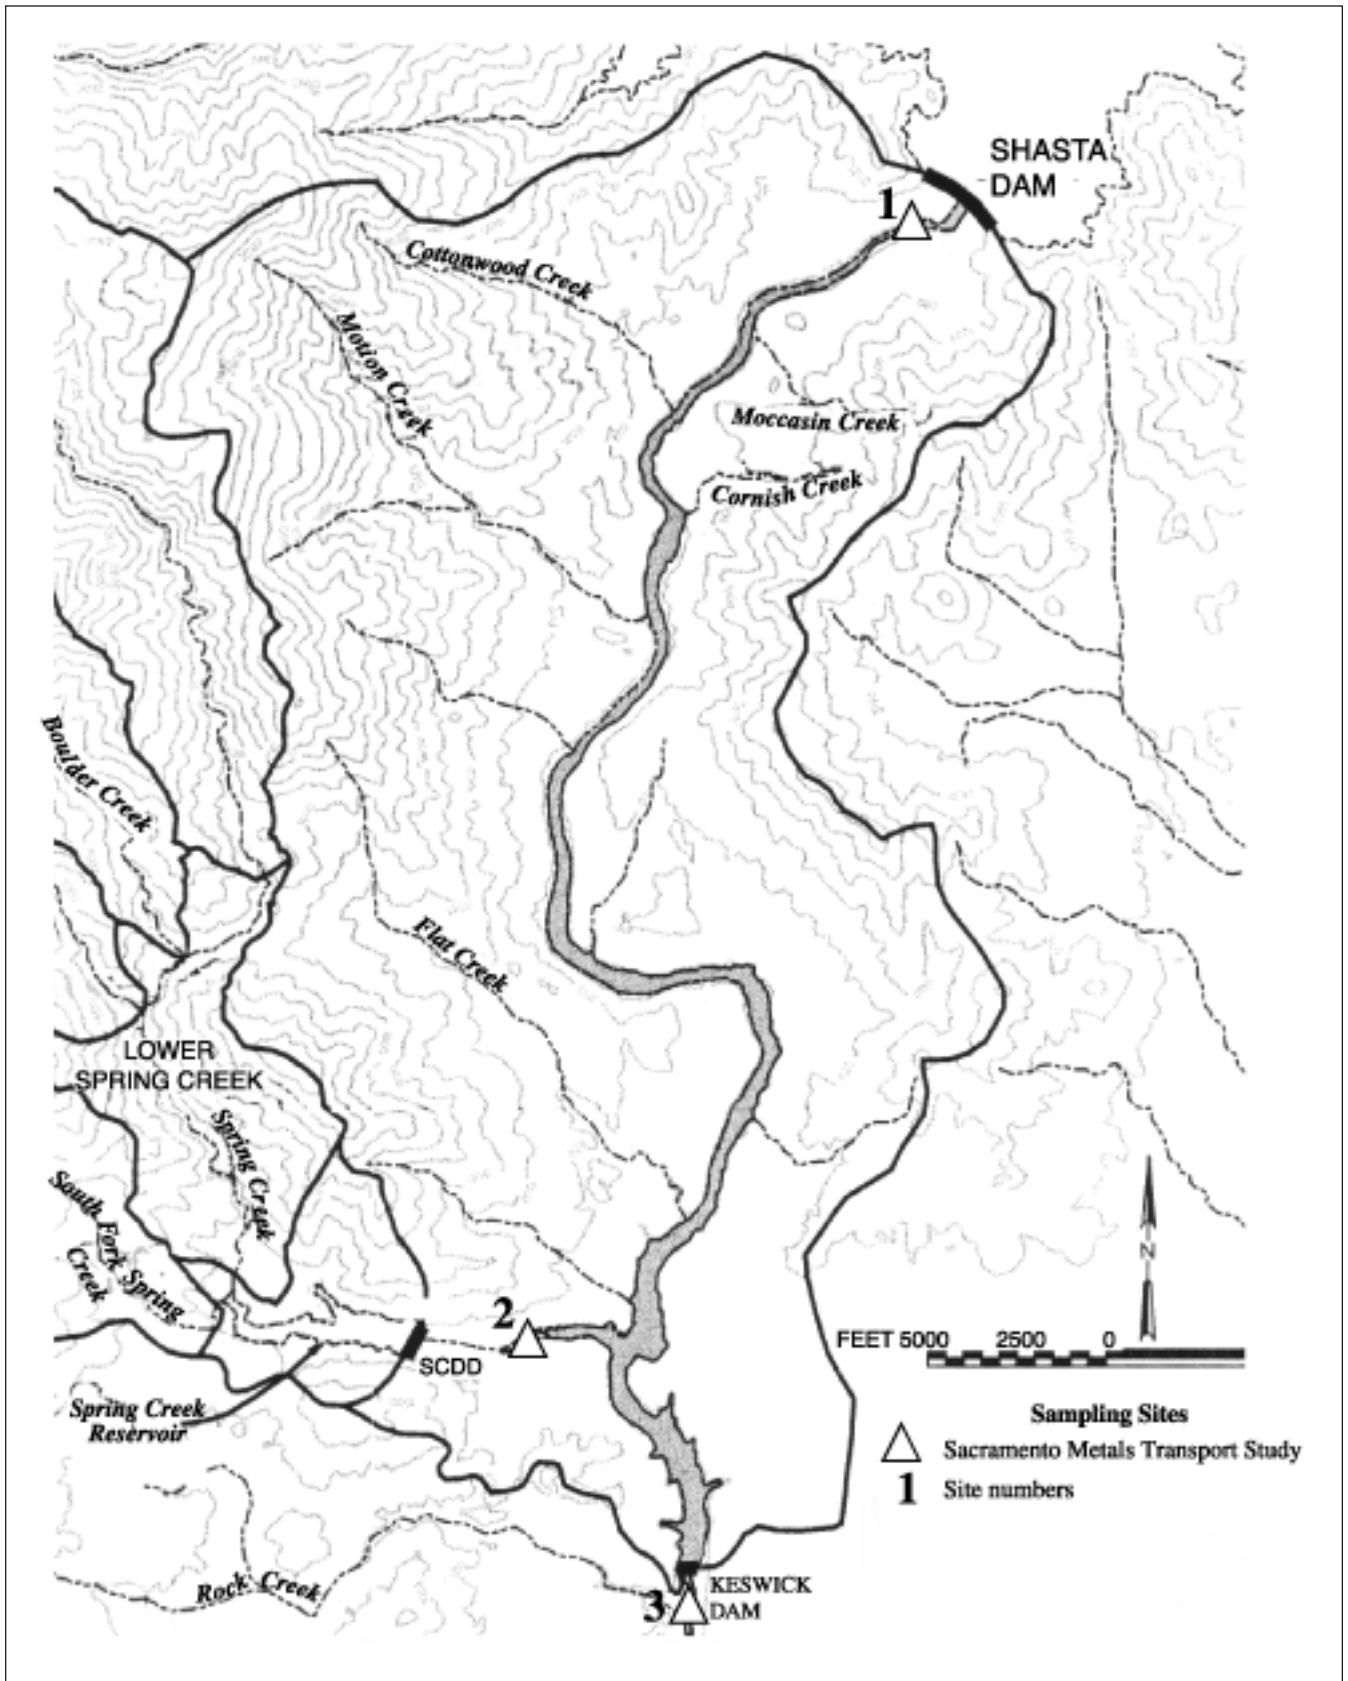 SHASTA
DAM
1
Cottonwood Creek
Motion Creek
Moccasin Creek
Cornish Creek
Boulder Creek
Flat Creek
LOWER
SPRING CREEK
Spring Creek
South Fork Spring
Creek
N
2
FEET 5000 2500 0
SCDD
Spring Creek
Reservoir
Sampling Sites
Sacramento Metals Transport Study
1 Site numbers
Rock Creek
KESWICK
DAM
3